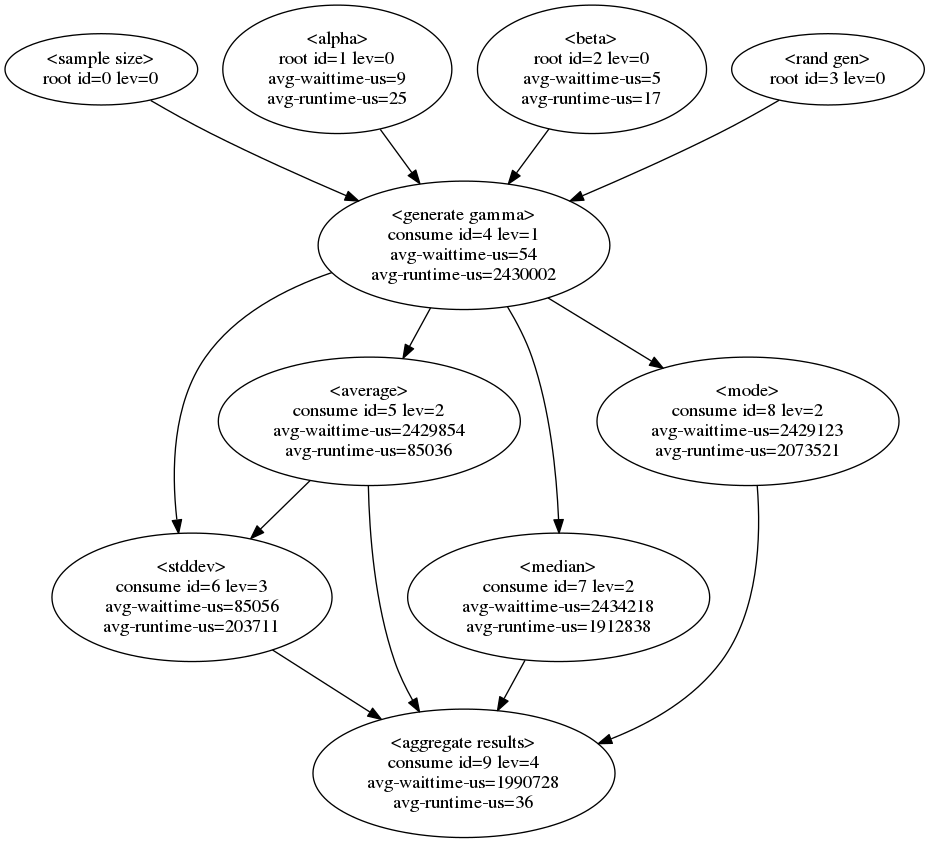 <sample size>
root id=0 lev=0
<alpha>
root id=1 lev=0
avg-waittime-us=9
avg-runtime-us=25
<beta>
root id=2 lev=0
avg-waittime-us=5
avg-runtime-us=17
<rand gen>
root id=3 lev=0
<generate gamma>
consume id=4 lev=1
avg-waittime-us=54
avg-runtime-us=2430002
<average>
consume id=5 lev=2
avg-waittime-us=2429854
avg-runtime-us=85036
<mode>
consume id=8 lev=2
avg-waittime-us=2429123
avg-runtime-us=2073521
<stddev>
consume id=6 lev=3
avg-waittime-us=85056
avg-runtime-us=203711
<median>
consume id=7 lev=2
avg-waittime-us=2434218
avg-runtime-us=1912838
<aggregate results>
consume id=9 lev=4
avg-waittime-us=1990728
avg-runtime-us=36